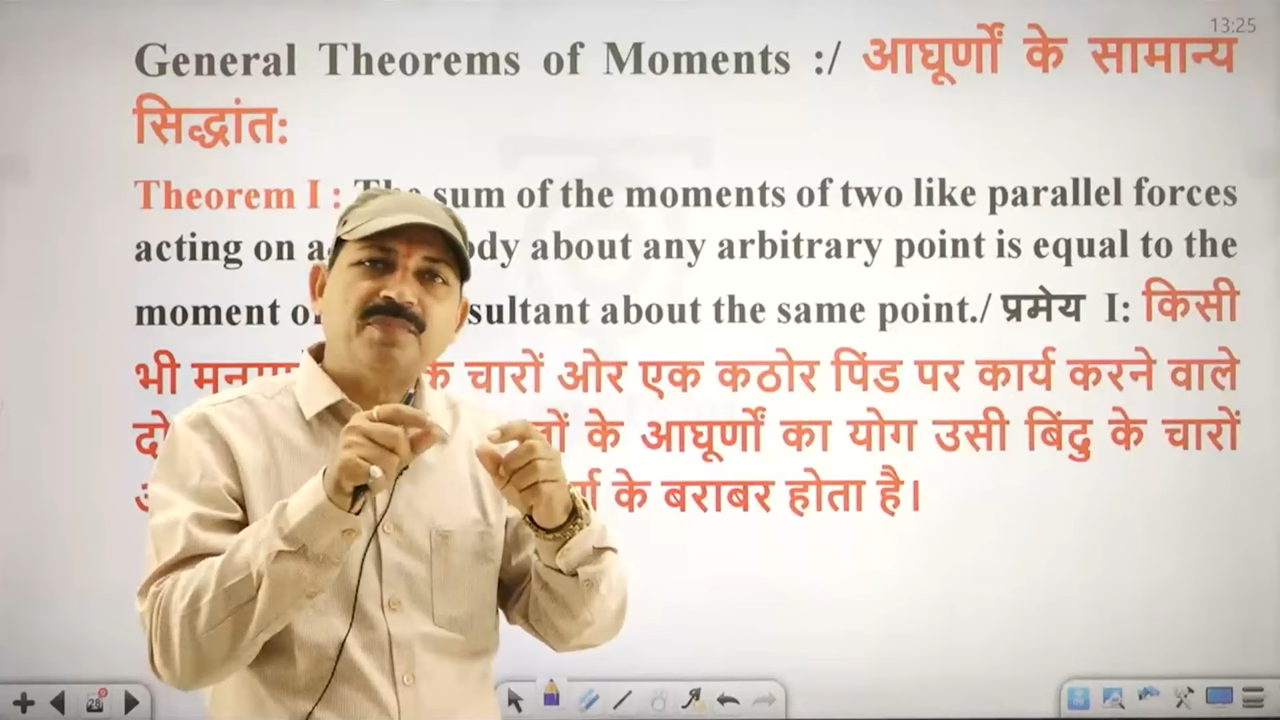 13:25
General Theorems of Moments :/ आघूर्णों के सामान्य
सिद्धांत:
Theorem I : The sum of the moments of two like parallel forces
acting on a body about any arbitrary point is equal to the
moment about the same point./ प्रमेय I: किसी
भी चारों ओर एक कठोर पिंड पर कार्य करने वाले
दो के आघूर्णों का योग उसी बिंदु के चारों
के बराबर होता है।
28